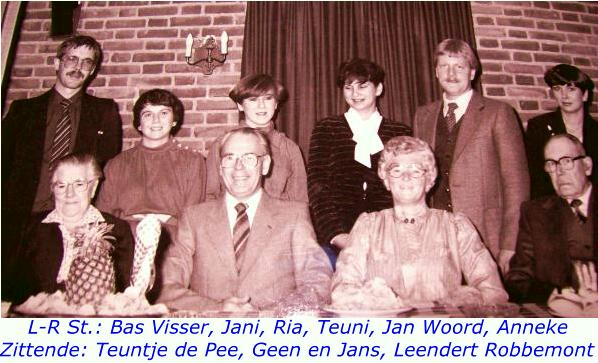 L-R St.: Bas Visser, Jani, Ria, Teuni, Jan Woord, Anneke
Zittende: Teuntje de Pee, Geen en Jans, Leendert Robbemont